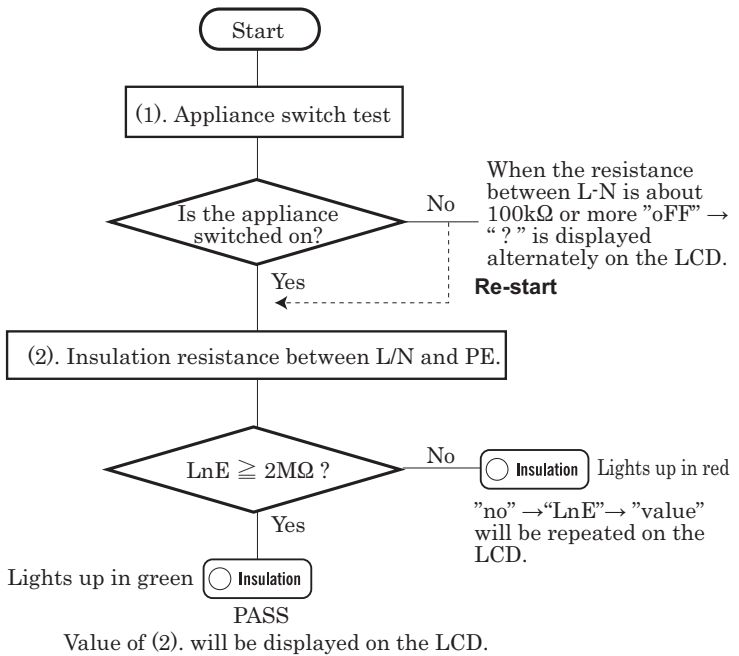 Start
(1). Appliance switch test
Is the appliance
switched on?
No
When the resistance
between L-N is about
100kΩ or more ”oFF” →
“ ? ” is displayed
alternately on the LCD.
Re-start
Yes
(2). Insulation resistance between L/N and PE.
LnE ≧ 2MΩ ?
No
Insulation
Lights up in red
”no” →“LnE”→ ”value”
will be repeated on the
LCD.
Yes
Lights up in green
Insulation
PASS
Value of (2). will be displayed on the LCD.